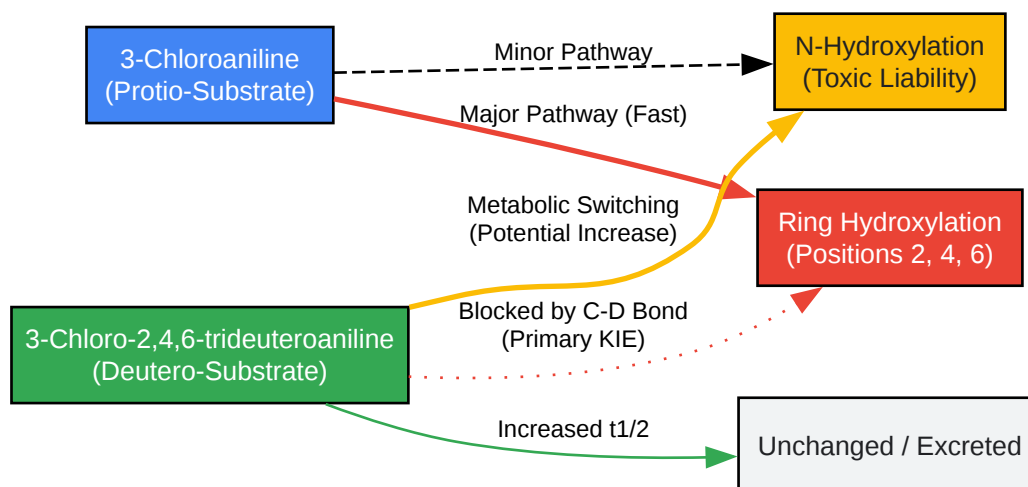 3-Chloroaniline
(Protio-Substrate)
Minor Pathway
N-Hydroxylation
(Toxic Liability)
Major Pathway (Fast)
Metabolic Switching
(Potential Increase)
Ring Hydroxylation
(Positions 2, 4, 6)
3-Chloro-2,4,6-trideuteroaniline
(Deutero-Substrate)
Blocked by C-D Bond
(Primary KIE)
Increased t1/2
Unchanged / Excreted